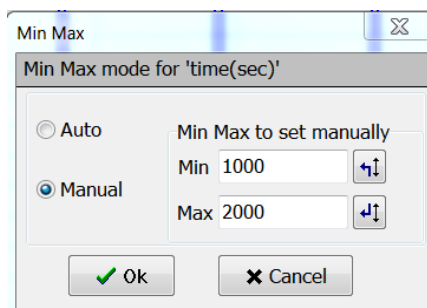 Min Max
Min Max mode for 'time(sec)'
Auto
Min Max to set manually
Min 1000
Manual
Max 2000
Ok
Cancel